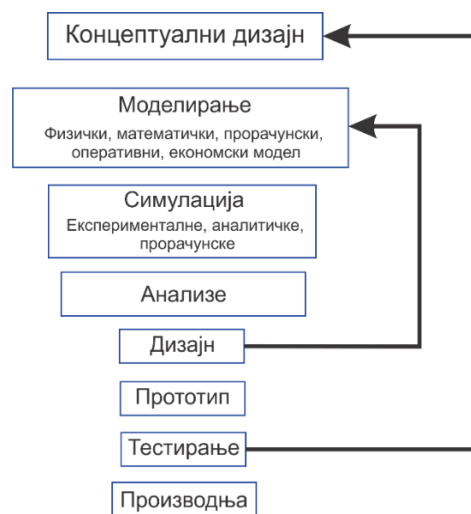 Концептуални дизајн
Моделирање
Физички, математички, прорачунски,
оперативни, економски модел
Симулација
Експерименталне, аналитичке,
прорачунске
Анализе
Дизајн
Прототип
Тестирање
Производња